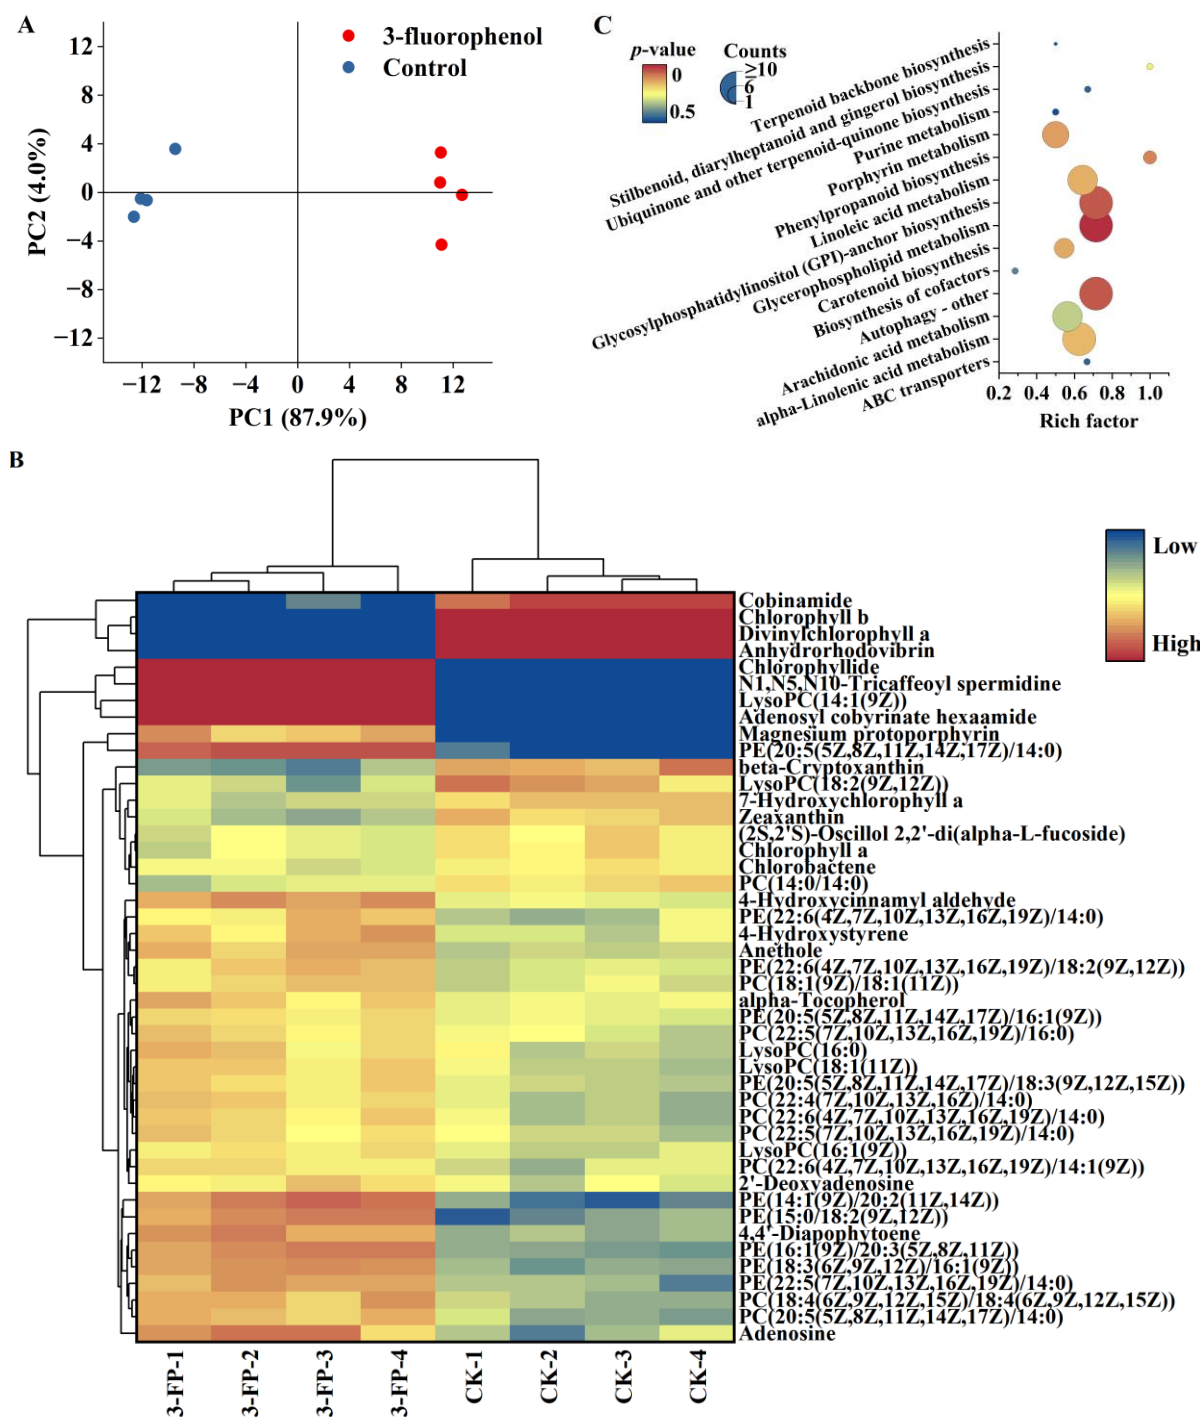 A
3-fluorophenol
Control
12
8
4
0
−4
−8
−12
PC2 (4.0%)
−12
−8
−4
0
4
8
12
PC1 (87.9%)
C
p-value
0
0.5
Counts
≥10
6
1
Terpenoid backbone biosynthesis
Stilbenoid, diarylheptanoid and gingerol biosynthesis
Ubiquinone and other terpenoid-quinone biosynthesis
Purine metabolism
Porphyrin metabolism
Phenylpropanoid biosynthesis
Linoleic acid metabolism
Glycosylphosphatidylinositol (GPI)-anchor biosynthesis
Glycerophospholipid metabolism
Carotenoid biosynthesis
Biosynthesis of cofactors
Autophagy - other
Arachidonic acid metabolism
alpha-Linolenic acid metabolism
ABC transporters
0.2
0.4
0.6
0.8
1.0
Rich factor
B
Low
High
Cobinamide
Chlorophyll b
Divinylchlorophyll a
Anhydrorhodovibrin
Chlorophyllide
N1,N5,N10-Tricaffeoyl spermidine
LysoPC(14:1(9Z))
Adenosyl cobyrinate hexaamide
Magnesium protoporphyrin
PE(20:5(5Z,8Z,11Z,14Z,17Z)/14:0)
beta-Cryptoxanthin
LysoPC(18:2(9Z,12Z))
7-Hydroxychlorophyll a
Zeaxanthin
(2S,2'S)-Oscillol 2,2'-di(alpha-L-fucoside)
Chlorophyll a
Chlorobactene
PC(14:0/14:0)
4-Hydroxycinnamyl aldehyde
PE(22:6(4Z,7Z,10Z,13Z,16Z,19Z)/14:0)
4-Hydroxystyrene
Anethole
PE(22:6(4Z,7Z,10Z,13Z,16Z,19Z)/18:2(9Z,12Z))
PC(18:1(9Z)/18:1(11Z))
alpha-Tocopherol
PE(20:5(5Z,8Z,11Z,14Z,17Z)/16:1(9Z))
PC(22:5(7Z,10Z,13Z,16Z,19Z)/16:0)
LysoPC(16:0)
LysoPC(18:1(11Z))
PE(20:5(5Z,8Z,11Z,14Z,17Z)/18:3(9Z,12Z,15Z))
PC(22:4(7Z,10Z,13Z,16Z)/14:0)
PC(22:6(4Z,7Z,10Z,13Z,16Z,19Z)/14:0)
PC(22:5(7Z,10Z,13Z,16Z,19Z)/14:0)
LysoPC(16:1(9Z))
PC(22:6(4Z,7Z,10Z,13Z,16Z,19Z)/14:1(9Z))
2'-Deoxyadenosine
PE(14:1(9Z)/20:2(11Z,14Z))
PE(15:0/18:2(9Z,12Z))
4,4'-Diapophytoene
PE(16:1(9Z)/20:3(5Z,8Z,11Z))
PE(18:3(6Z,9Z,12Z)/16:1(9Z))
PE(22:5(7Z,10Z,13Z,16Z,19Z)/14:0)
PC(18:4(6Z,9Z,12Z,15Z)/18:4(6Z,9Z,12Z,15Z))
PC(20:5(5Z,8Z,11Z,14Z,17Z)/14:0)
Adenosine
3-FP-1
3-FP-2
3-FP-3
3-FP-4
CK-1
CK-2
CK-3
CK-4